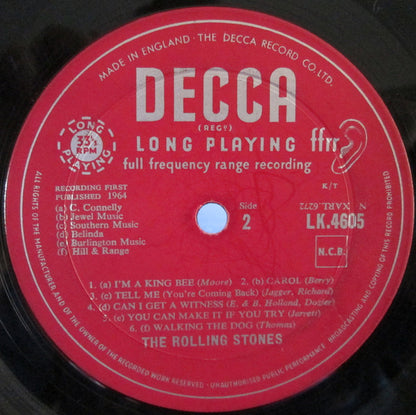 MADE IN ENGLAND · THE DECCA RECORD CO. LTD.
DECCA
(REGD)
LONG PLAYING
33⅓
RPM
LONG PLAYING ffrr
full frequency range recording
RECORDING FIRST
PUBLISHED 1964
(a) C. Connelly
(b) Jewel Music
(c) Southern Music
(d) Belinda
(e) Burlington Music
(f) Hill & Range
Side
2
K/T
XARL.6272
N
LK.4605
N.C.B.
1. (a) I'M A KING BEE (Moore) 2. (b) CAROL (Berry)
3. (c) TELL ME (You're Coming Back) (Jagger, Richard)
4. (d) CAN I GET A WITNESS (E. & B. Holland, Dozier)
5. (e) YOU CAN MAKE IT IF YOU TRY (Jarrett)
6. (f) WALKING THE DOG (Thomas)
THE ROLLING STONES
ALL RIGHTS OF THE MANUFACTURER AND OF THE OWNER OF THE RECORDED WORK RESERVED · UNAUTHORISED PUBLIC PERFORMANCE, BROADCASTING AND COPYING OF THIS RECORD PROHIBITED